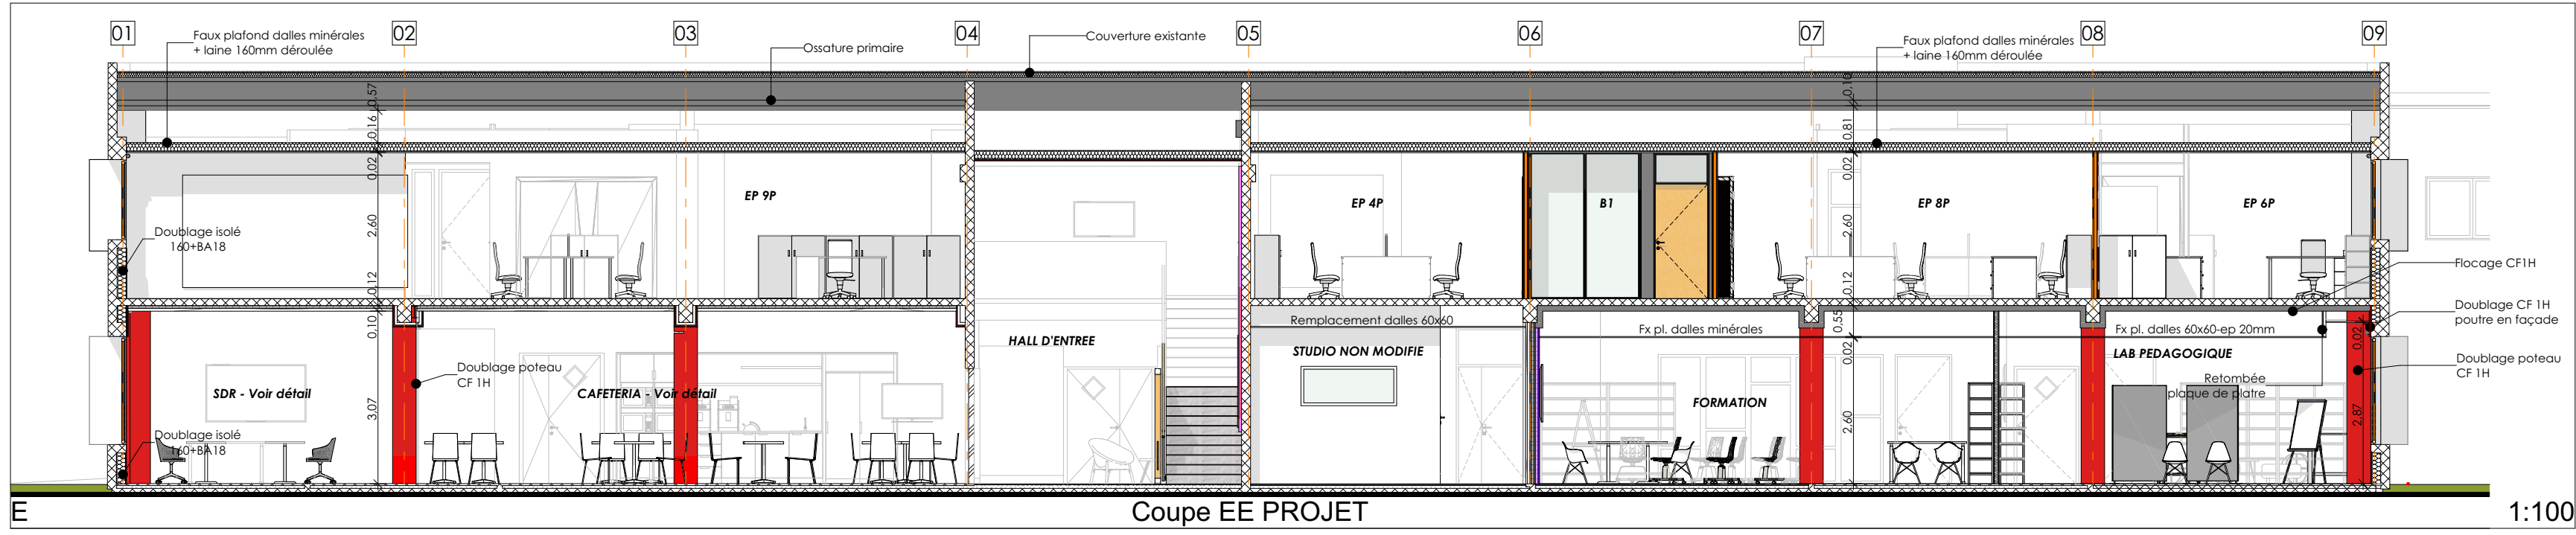 01
02
03
04
05
06
07
08
09
Faux plafond dalles minérales
+ laine 160mm déroulée
Ossature primaire
Couverture existante
Faux plafond dalles minérales
+ laine 160mm déroulée
0,57
0,16
0,02
2,60
0,12
0,10
3,07
0,10
0,81
0,02
2,60
0,12
0,55
0,02
2,60
0,02
2,87
EP 9P
EP 4P
B1
EP 8P
EP 6P
Doublage isolé
160+BA18
Flocage CF1H
Doublage CF 1H
poutre en façade
Remplacement dalles 60x60
Fx pl. dalles minérales
Fx pl. dalles 60x60-ep 20mm
HALL D'ENTREE
STUDIO NON MODIFIE
LAB PEDAGOGIQUE
Doublage poteau
CF 1H
Doublage poteau
CF 1H
Retombée
plaque de platre
SDR - Voir détail
CAFETERIA - Voir détail
FORMATION
Doublage isolé
160+BA18
E
Coupe EE PROJET
1:100